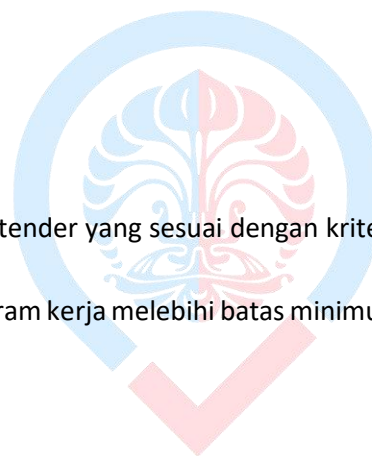 tender yang sesuai dengan krite
ram kerja melebihi batas minimu